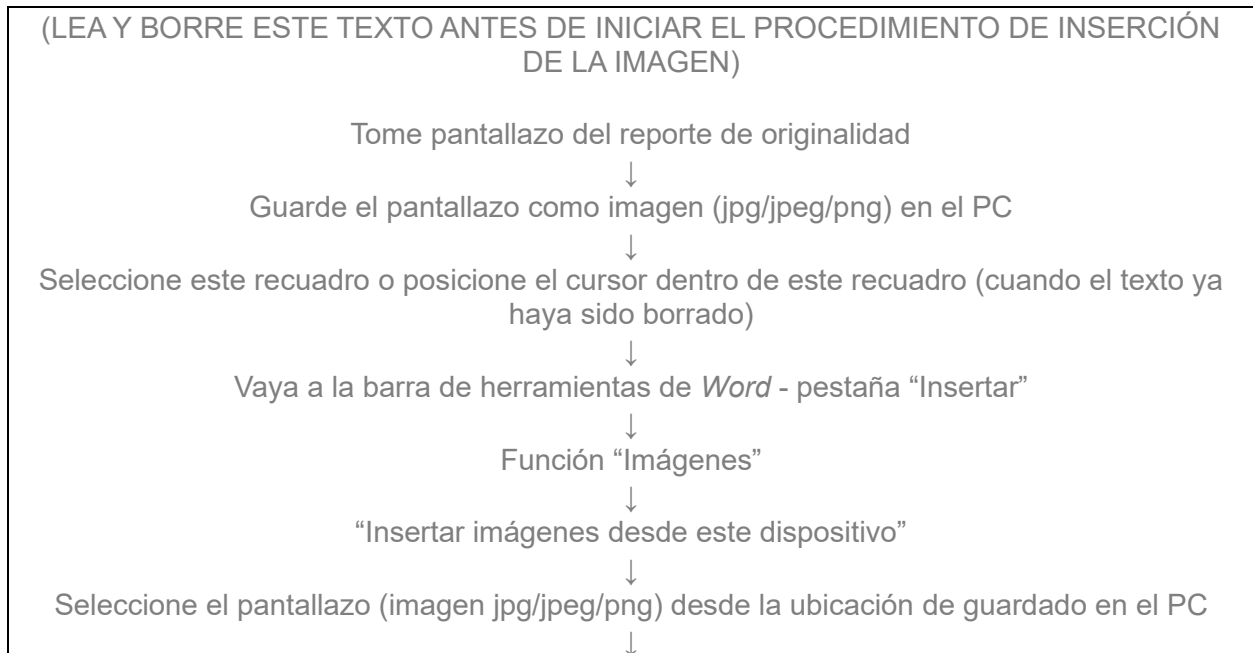 (LEA Y BORRE ESTE TEXTO ANTES DE INICIAR EL PROCEDIMIENTO DE INSERCIÓN
DE LA IMAGEN)
Tome pantallazo del reporte de originalidad
↓
Guarde el pantallazo como imagen (jpg/jpeg/png) en el PC
↓
Seleccione este recuadro o posicione el cursor dentro de este recuadro (cuando el texto ya
haya sido borrado)
↓
Vaya a la barra de herramientas de Word - pestaña “Insertar”
↓
Función “Imágenes”
↓
“Insertar imágenes desde este dispositivo”
↓
Seleccione el pantallazo (imagen jpg/jpeg/png) desde la ubicación de guardado en el PC
↓